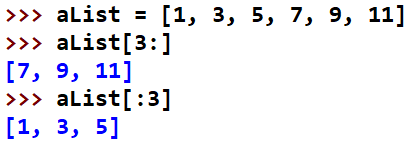 >>> aList = [1, 3, 5, 7, 9, 11]
>>> aList[3:]
[7, 9, 11]
>>> aList[:3]
[1, 3, 5]